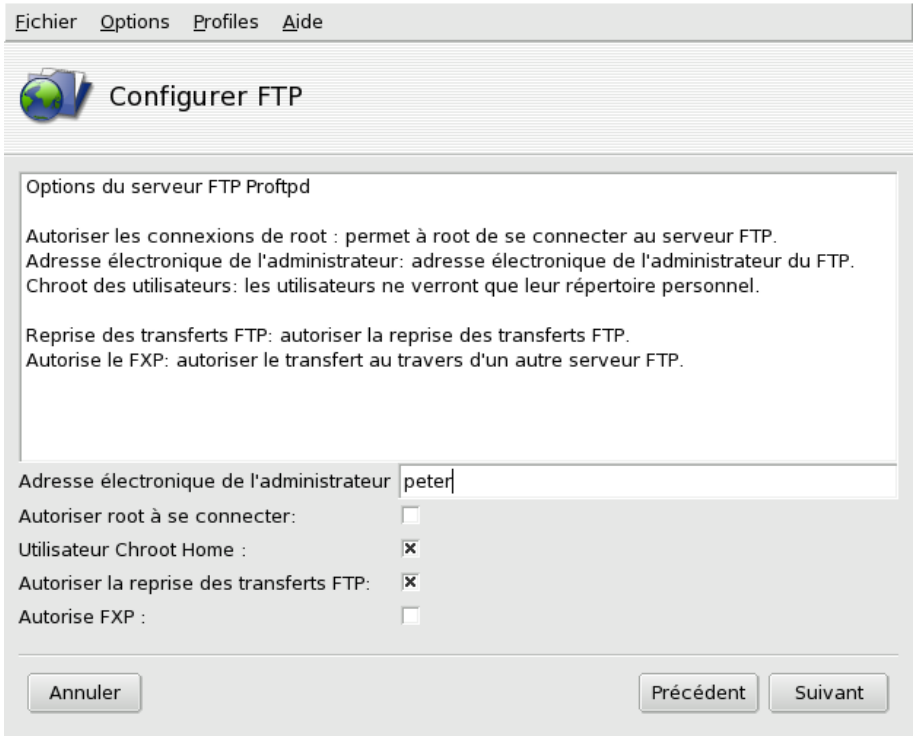 Fichier Options Profiles Aide
Configurer FTP
Options du serveur FTP Proftpd
Autoriser les connexions de root : permet à root de se connecter au serveur FTP.
Adresse électronique de l'administrateur: adresse électronique de l'administrateur du FTP.
Chroot des utilisateurs: les utilisateurs ne verront que leur répertoire personnel.
Reprise des transferts FTP: autoriser la reprise des transferts FTP.
Autorise le FXP: autoriser le transfert au travers d'un autre serveur FTP.
Adresse électronique de l'administrateur peter
Autoriser root à se connecter:
Utilisateur Chroot Home :
Autoriser la reprise des transferts FTP:
Autorise FXP :
Annuler Précédent Suivant